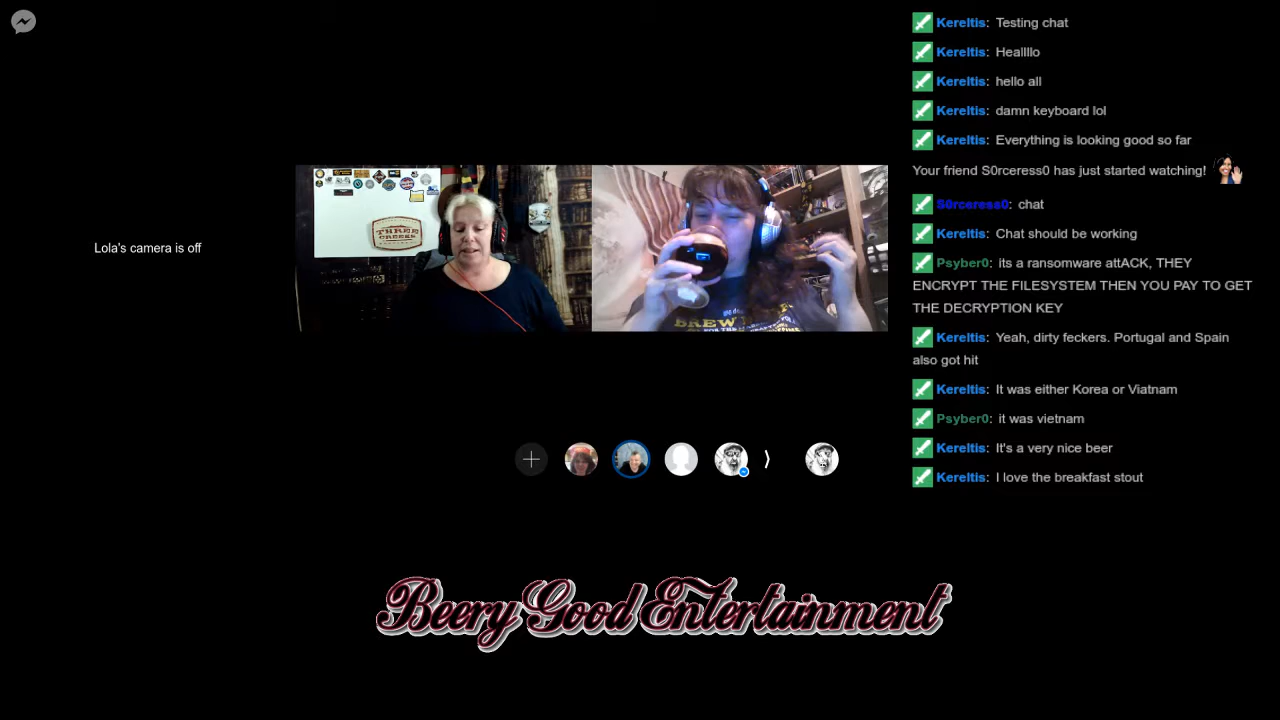 Lola's camera is off
THREE
CREEKS
BREW
Kereltis: Testing chat
Kereltis: Heallllo
Kereltis: hello all
Kereltis: damn keyboard lol
Kereltis: Everything is looking good so far
Your friend S0rceress0 has just started watching!
S0rceress0: chat
Kereltis: Chat should be working
Psyber0: its a ransomware attACK, THEY
ENCRYPT THE FILESYSTEM THEN YOU PAY TO GET
THE DECRYPTION KEY
Kereltis: Yeah, dirty feckers. Portugal and Spain
also got hit
Kereltis: It was either Korea or Viatnam
Psyber0: it was vietnam
Kereltis: It's a very nice beer
Kereltis: I love the breakfast stout
Beery Good Entertainment